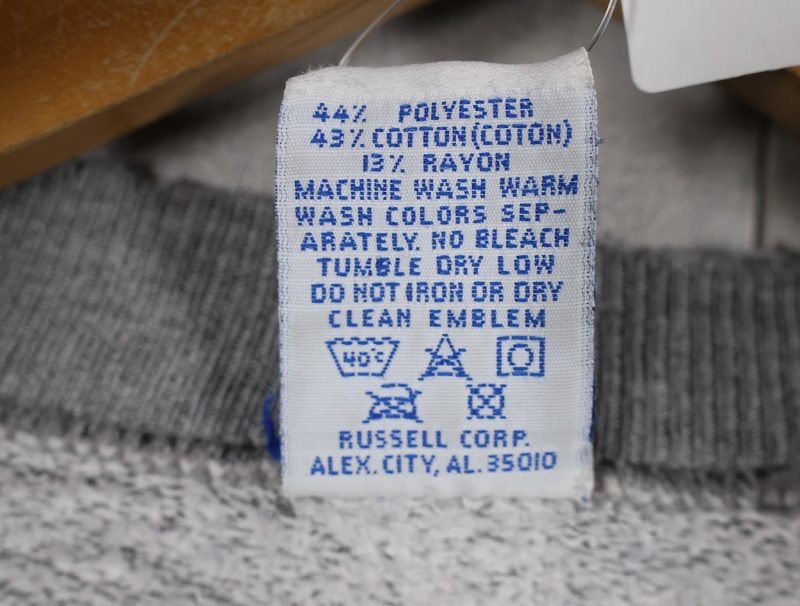 44% POLYESTER
43% COTTON (COTON)
13% RAYON
MACHINE WASH WARM
WASH COLORS SEP-
ARATELY. NO BLEACH
TUMBLE DRY LOW
DO NOT IRON OR DRY
CLEAN EMBLEM
40°C
RUSSELL CORP.
ALEX. CITY, AL. 35010